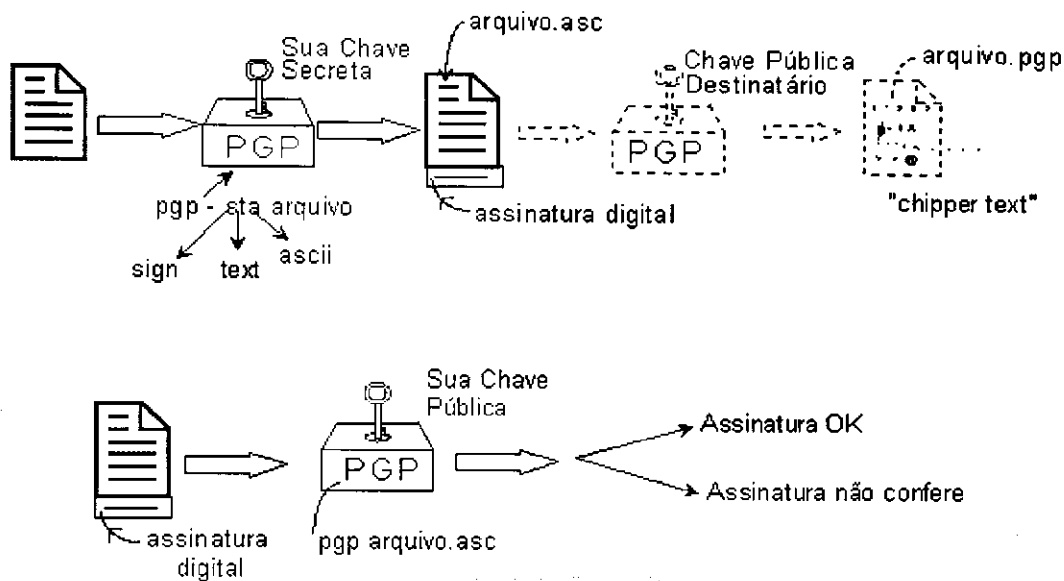 arquivo.asc
Sua Chave
Secreta
Chave Pública
Destinatário
arquivo.pgp
PGP
PGP
pgp - sta arquivo
assinatura digital
"chipper text"
sign
text
ascii
Sua Chave
Pública
PGP
Assinatura OK
Assinatura não confere
assinatura
digital
pgp arquivo.asc